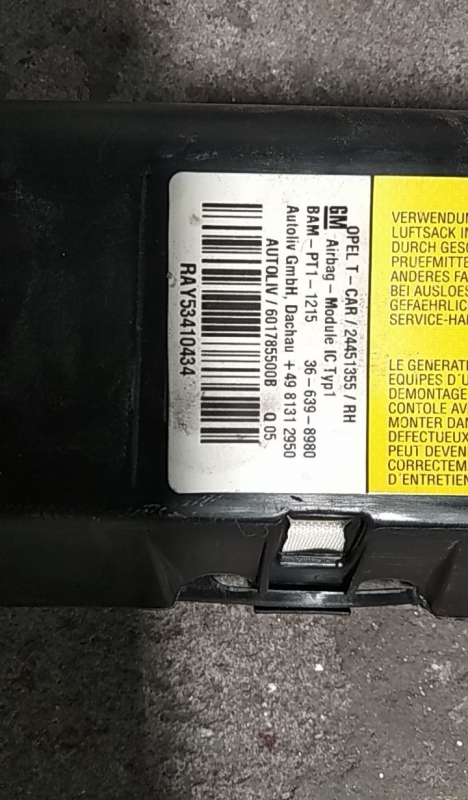 OPEL T - CAR / 24451355 / RH
GM Airbag - Module IC Typ1
BAM - PT1 - 1215 36 - 639 - 8980
Autoliv GmbH, Dachau + 49 8131 2950
AUTOLIV / 601785500B Q 05
RAY53410434
VERWENDUN
LUFTSACK IN
DURCH GESC
PRUEFMITTE
ANDERES FA
BEI AUSLOES
GEFAEHRLIC
SERVICE-HA
LE GENERAT
EQUIPES D'U
DEMONTAGE
CONTOLE AV
MONTER DAN
DEFECTUEUX
PEUT DEVEN
CORRECTEM
D'ENTRETIEN